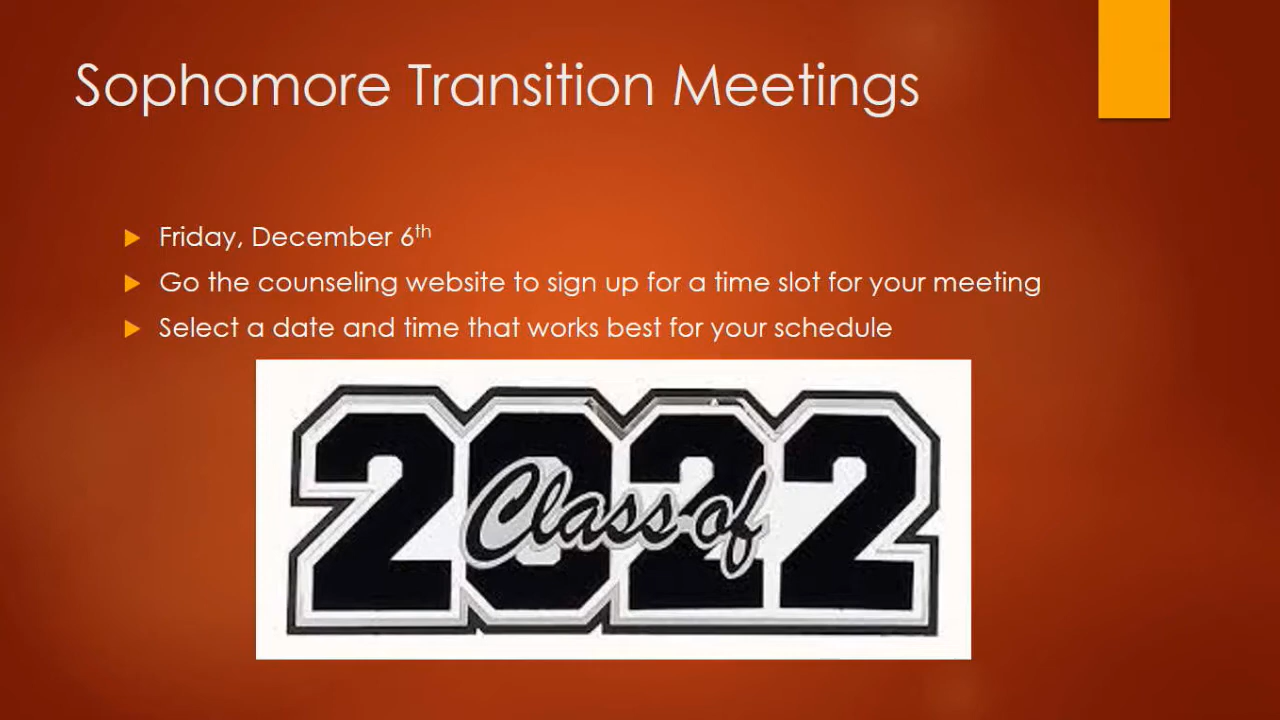 Sophomore Transition Meetings
Friday, December 6th
Go the counseling website to sign up for a time slot for your meeting
Select a date and time that works best for your schedule
Class of
2022